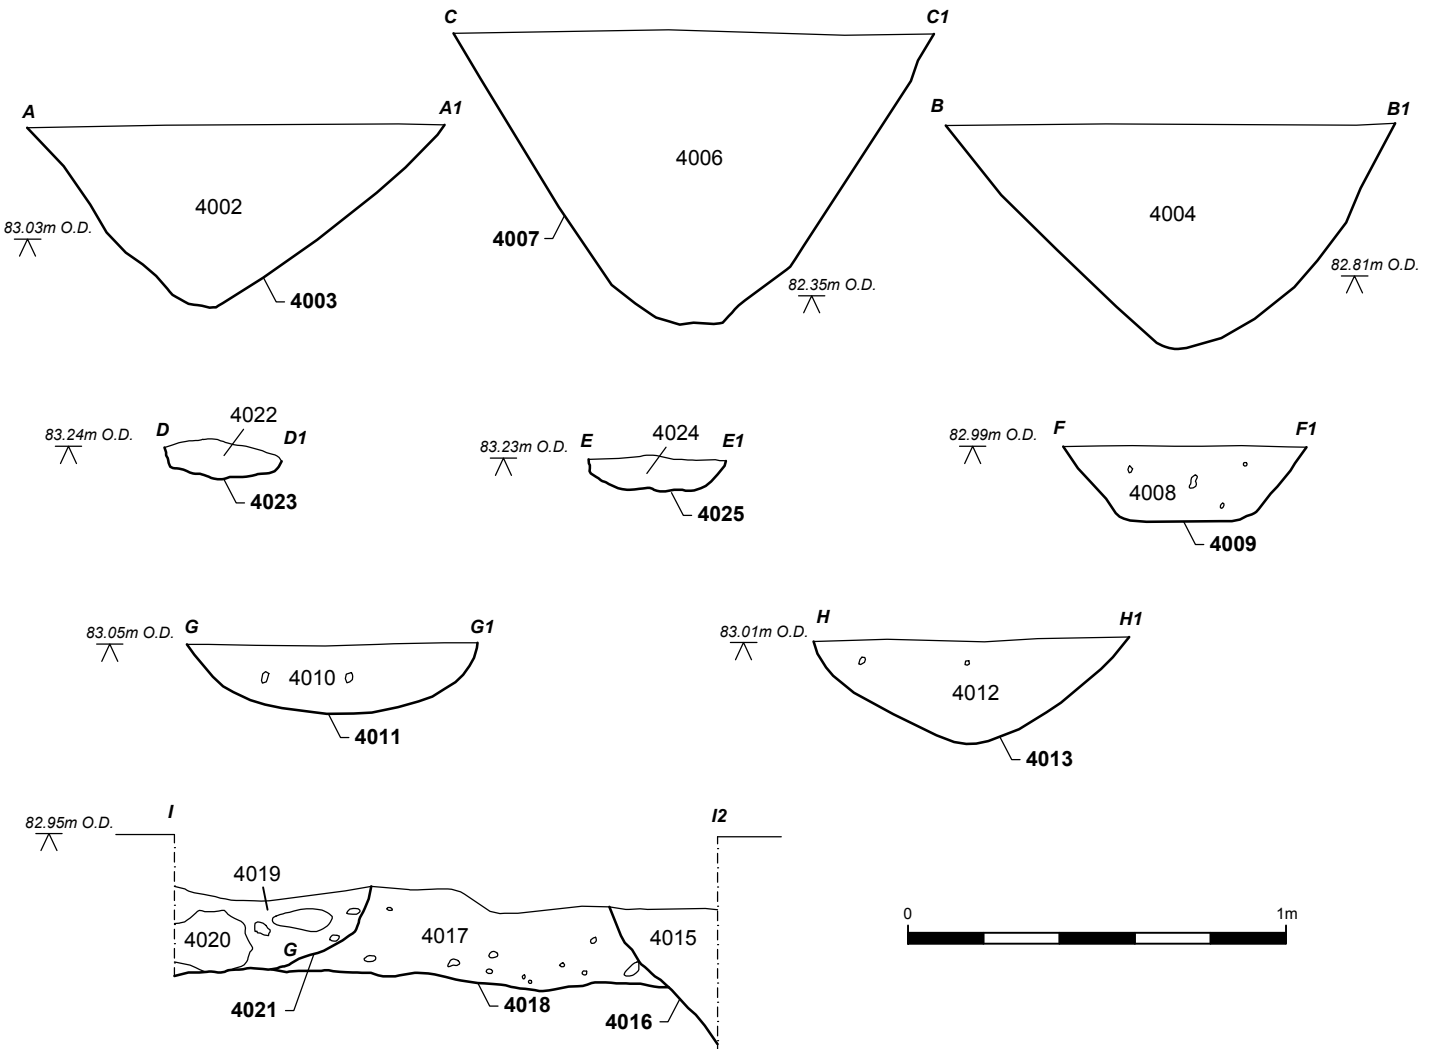 C C1
A A1 B B1
4006
4002 4004
83.03m O.D.
4007
82.81m O.D.
82.35m O.D.
4003
4022 4024
83.24m O.D. D D1 83.23m O.D. E E1 82.99m O.D. F F1
4008
4023 4025
4009
83.05m O.D. G G1 83.01m O.D. H H1
4010 4012
4011
4013
I I2
82.95m O.D.
4019
4020 G 4017 4015
0 1m
4021 4018 4016